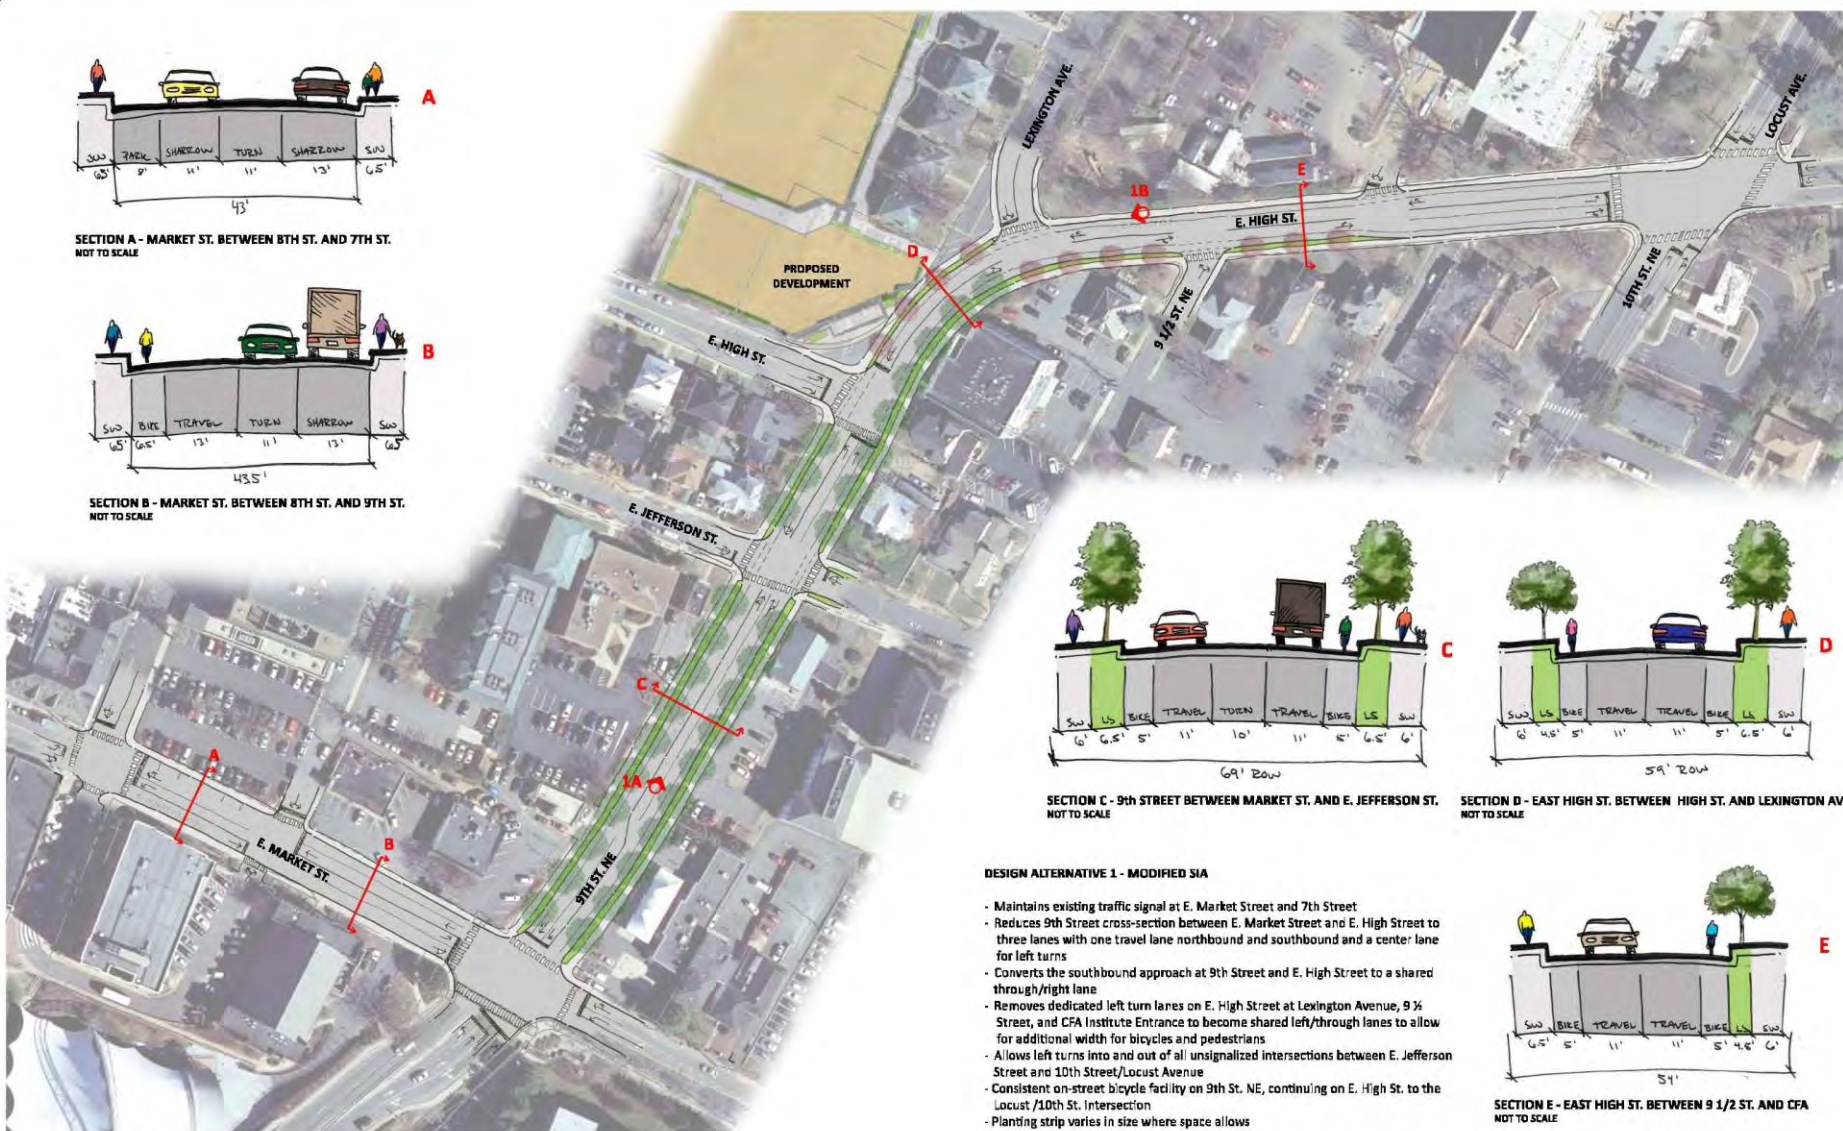 A
SW
PARK
SHARROW
TURN
SHARROW
SW
6.5'
8'
11'
11'
13'
6.5'
43'
SECTION A - MARKET ST. BETWEEN 8TH ST. AND 7TH ST.
NOT TO SCALE
B
SW
BIKE
TRAVEL
TURN
SHARROW
SW
6.5'
6.5'
13'
11'
13'
6.5'
43.5'
SECTION B - MARKET ST. BETWEEN 8TH ST. AND 9TH ST.
NOT TO SCALE
LEXINGTON AVE.
LOCUST AVE.
E
1B
E. HIGH ST.
D
PROPOSED
DEVELOPMENT
10TH ST. NE
9 1/2 ST. NE
E. HIGH ST.
E. JEFFERSON ST.
C
1A
A
B
E. MARKET ST.
9TH ST. NE
C
SW
LS
BIKE
TRAVEL
TURN
TRAVEL
BIKE
LS
SW
6'
6.5'
5'
11'
10'
11'
5'
6.5'
6'
69' ROW
SECTION C - 9th STREET BETWEEN MARKET ST. AND E. JEFFERSON ST.
NOT TO SCALE
D
SW
LS
BIKE
TRAVEL
TRAVEL
BIKE
LS
SW
6'
4.5'
5'
11'
11'
5'
6.5'
6'
59' ROW
SECTION D - EAST HIGH ST. BETWEEN HIGH ST. AND LEXINGTON AV
NOT TO SCALE
DESIGN ALTERNATIVE 1 - MODIFIED SIA
- Maintains existing traffic signal at E. Market Street and 7th Street
- Reduces 9th Street cross-section between E. Market Street and E. High Street to
three lanes with one travel lane northbound and southbound and a center lane
for left turns
- Converts the southbound approach at 9th Street and E. High Street to a shared
through/right lane
- Removes dedicated left turn lanes on E. High Street at Lexington Avenue, 9 ½
Street, and CFA Institute Entrance to become shared left/through lanes to allow
for additional width for bicycles and pedestrians
- Allows left turns into and out of all unsignalized intersections between E. Jefferson
Street and 10th Street/Locust Avenue
- Consistent on-street bicycle facility on 9th St. NE, continuing on E. High St. to the
Locust /10th St. intersection
- Planting strip varies in size where space allows
E
SW
BIKE
TRAVEL
TRAVEL
BIKE
LS
SW
6.5'
5'
11'
11'
5'
4.5'
6'
54'
SECTION E - EAST HIGH ST. BETWEEN 9 1/2 ST. AND CFA
NOT TO SCALE